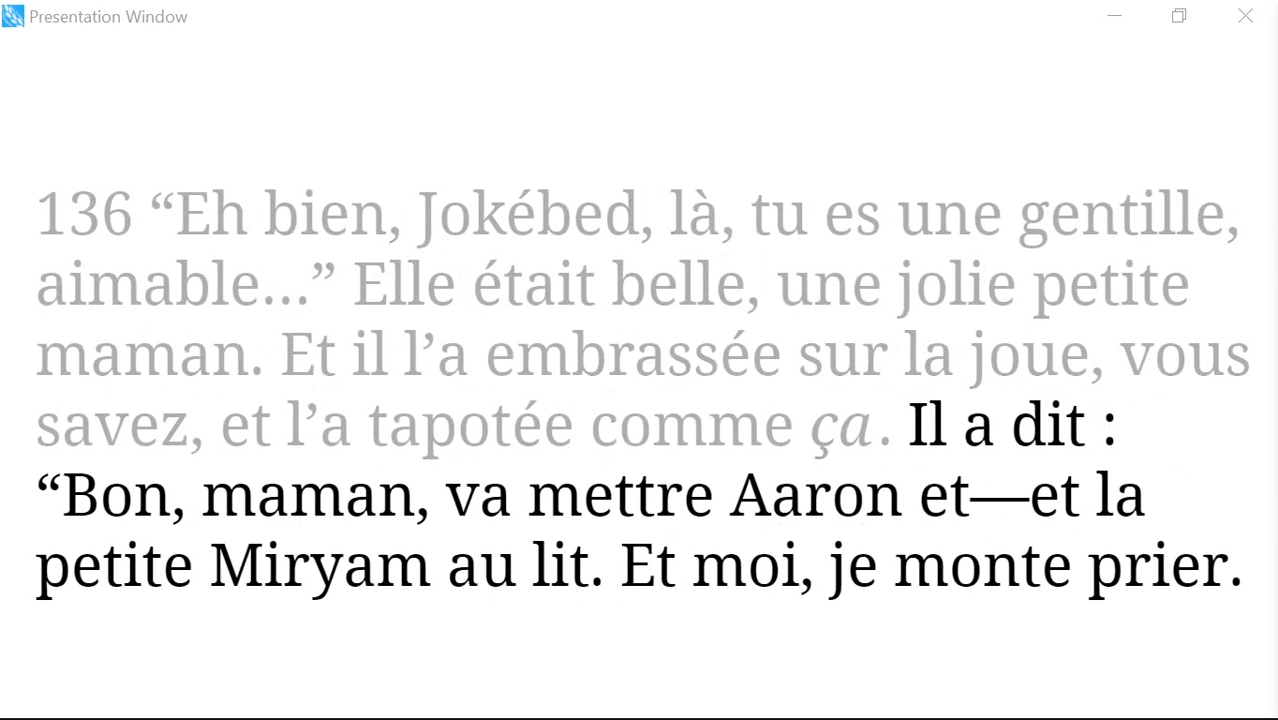 Presentation Window
136 “Eh bien, Jokébed, là, tu es une gentille,
aimable...” Elle était belle, une jolie petite
maman. Et il l’a embrassée sur la joue, vous
savez, et l’a tapotée comme ça. Il a dit :
“Bon, maman, va mettre Aaron et—et la
petite Miryam au lit. Et moi, je monte prier.